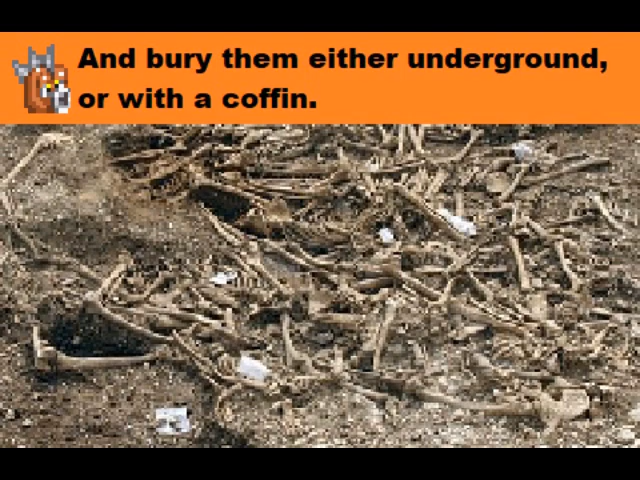 And bury them either underground,
or with a coffin.